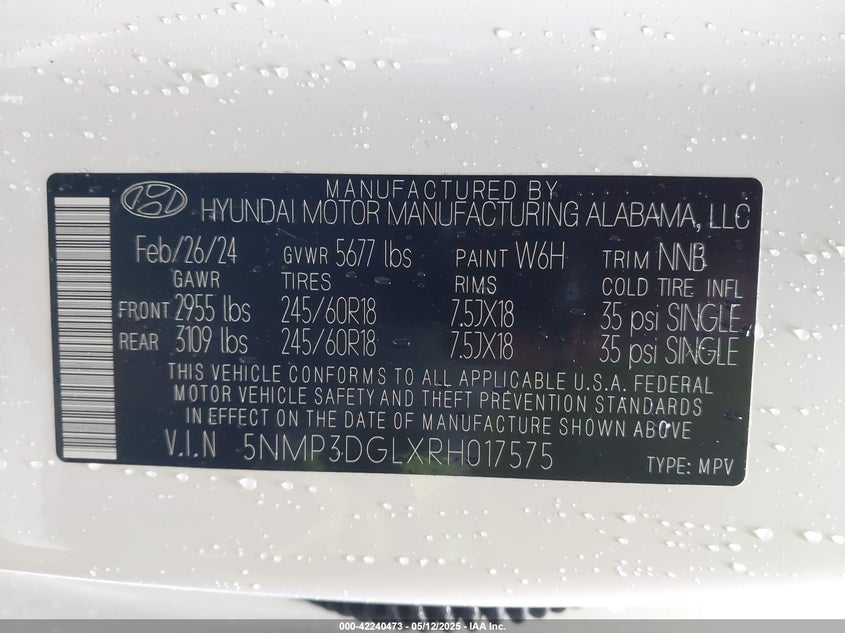 MANUFACTURED BY
HYUNDAI MOTOR MANUFACTURING ALABAMA, LLC
Feb/26/24 GVWR 5677 lbs PAINT W6H TRIM NNB
GAWR TIRES RIMS COLD TIRE INFL
FRONT 2955 lbs 245/60R18 7.5JX18 35 psi SINGLE
REAR 3109 lbs 245/60R18 7.5JX18 35 psi SINGLE
THIS VEHICLE CONFORMS TO ALL APPLICABLE U.S.A. FEDERAL
MOTOR VEHICLE SAFETY AND THEFT PREVENTION STANDARDS
IN EFFECT ON THE DATE OF MANUFACTURE SHOWN ABOVE.
V.I.N 5NMP3DGLXRH017575 TYPE: MPV
000-42240473 - 05/12/2025 - IAA Inc.